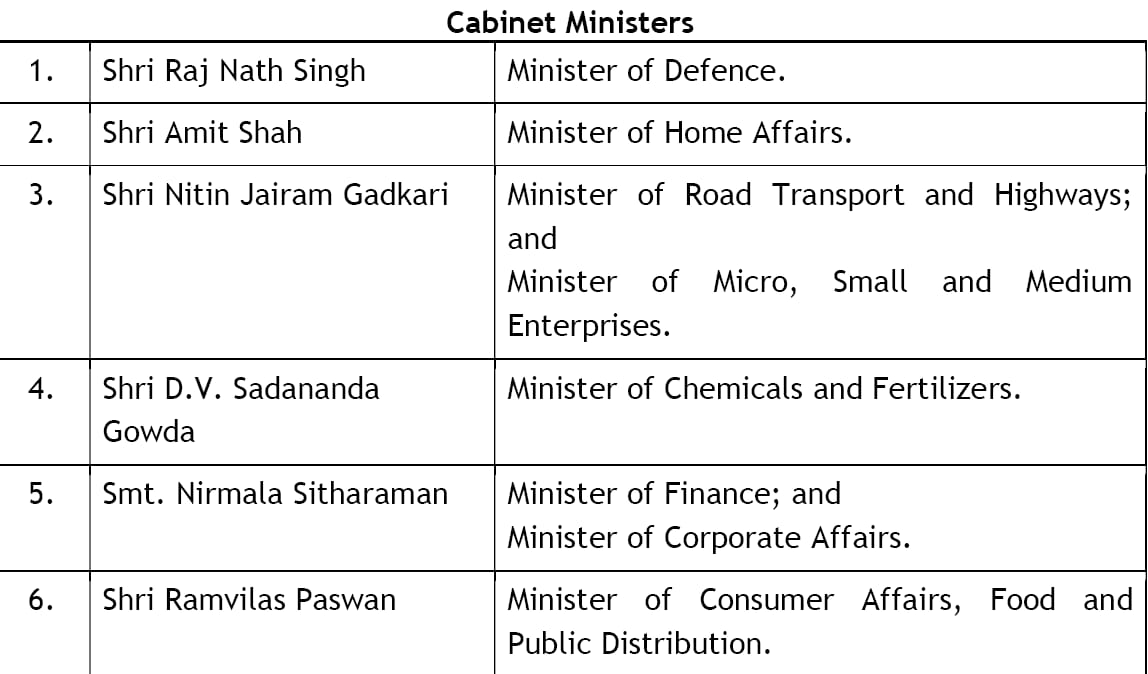 Cabinet Ministers
1. Shri Raj Nath Singh Minister of Defence.
2. Shri Amit Shah Minister of Home Affairs.
3. Shri Nitin Jairam Gadkari Minister of Road Transport and Highways;
and
Minister of Micro, Small and Medium
Enterprises.
4. Shri D.V. Sadananda Minister of Chemicals and Fertilizers.
Gowda
5. Smt. Nirmala Sitharaman Minister of Finance; and
Minister of Corporate Affairs.
6. Shri Ramvilas Paswan Minister of Consumer Affairs, Food and
Public Distribution.